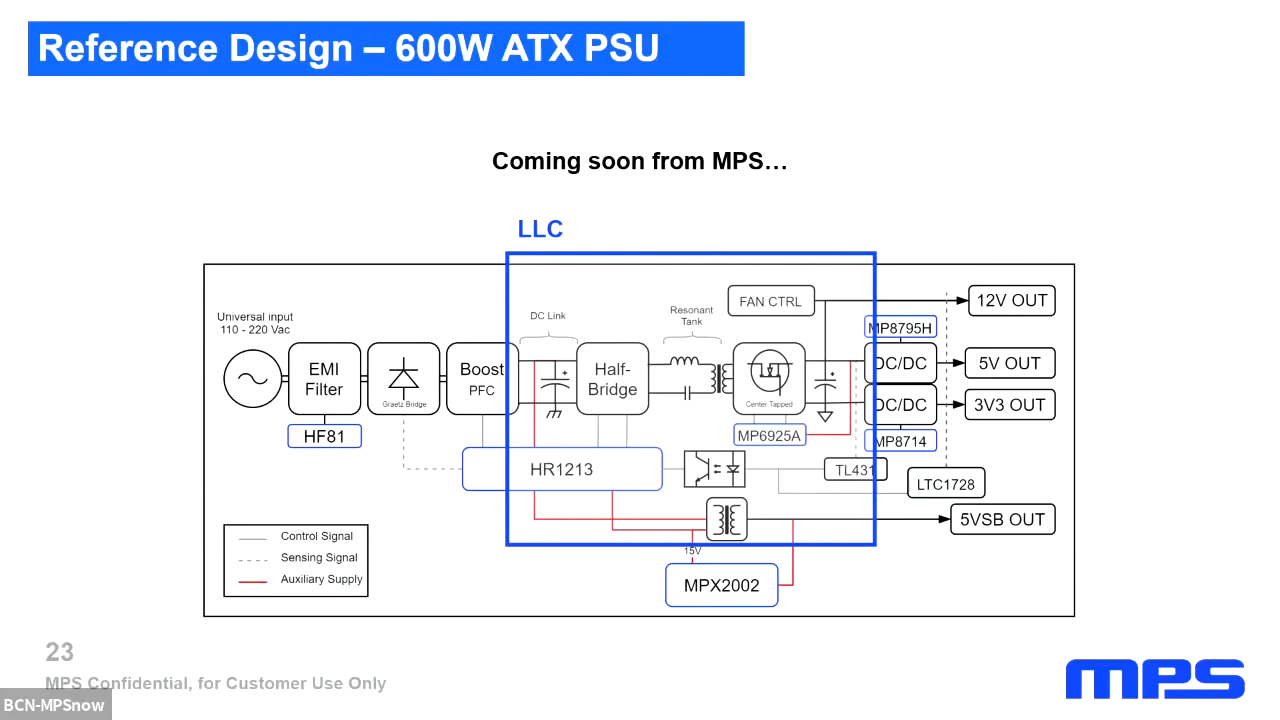 Reference Design – 600W ATX PSU
Coming soon from MPS…
LLC
Universal input
110 - 220 Vac
EMI
Filter
HF81
Graetz Bridge
Boost
PFC
DC Link
Half-
Bridge
Resonant
Tank
FAN CTRL
Center Tapped
MP6925A
12V OUT
MP8795H
DC/DC
5V OUT
DC/DC
3V3 OUT
MP8714
HR1213
TL431
LTC1728
5VSB OUT
15V
MPX2002
Control Signal
Sensing Signal
Auxiliary Supply
23
MPS Confidential, for Customer Use Only
BCN-MPSnow
mps